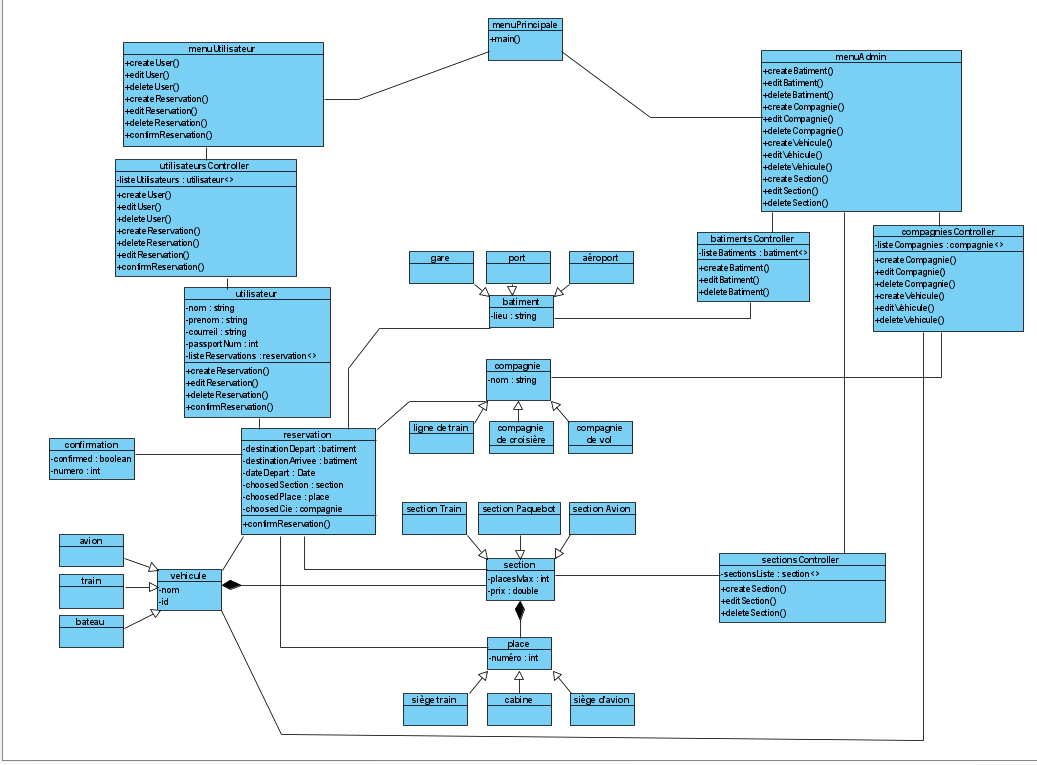 menuPrincipale
+main()
menuUtilisateur
+createUser()
+editUser()
+deleteUser()
+createReservation()
+editReservation()
+deleteReservation()
+confirmReservation()
menuAdmin
+createBatiment()
+editBatiment()
+deleteBatiment()
+createCompagnie()
+editCompagnie()
+deleteCompagnie()
+createVehicule()
+editVehicule()
+deleteVehicule()
+createSection()
+editSection()
+deleteSection()
utilisateursController
-listeUtilisateurs : utilisateur<>
+createUser()
+editUser()
+deleteUser()
+createReservation()
+deleteReservation()
+editReservation()
+confirmReservation()
batimentsController
-listeBatiments : batiment<>
+createBatiment()
+editBatiment()
+deleteBatiment()
compagniesController
-listeCompagnies : compagnie<>
+createCompagnie()
+editCompagnie()
+deleteCompagnie()
+createVehicule()
+editVehicule()
+deleteVehicule()
gare
port
aéroport
batiment
-lieu : string
utilisateur
-nom : string
-prenom : string
-courreil : string
-passportNum : int
-listeReservations : reservation<>
+createReservation()
+editReservation()
+deleteReservation()
+confirmReservation()
compagnie
-nom : string
ligne de train
compagnie
de croisière
compagnie
de vol
confirmation
-confirmed : boolean
-numero : int
reservation
-destinationDepart : batiment
-destinationArrivee : batiment
-dateDepart : Date
-choosedSection : section
-choosedPlace : place
-choosedCie : compagnie
+confirmReservation()
section Train
section Paquebot
section Avion
avion
train
bateau
vehicule
-nom
-id
section
-placesMax : int
-prix : double
sectionsController
-sectionsListe : section<>
+createSection()
+editSection()
+deleteSection()
place
-numéro : int
siège train
cabine
siège d'avion